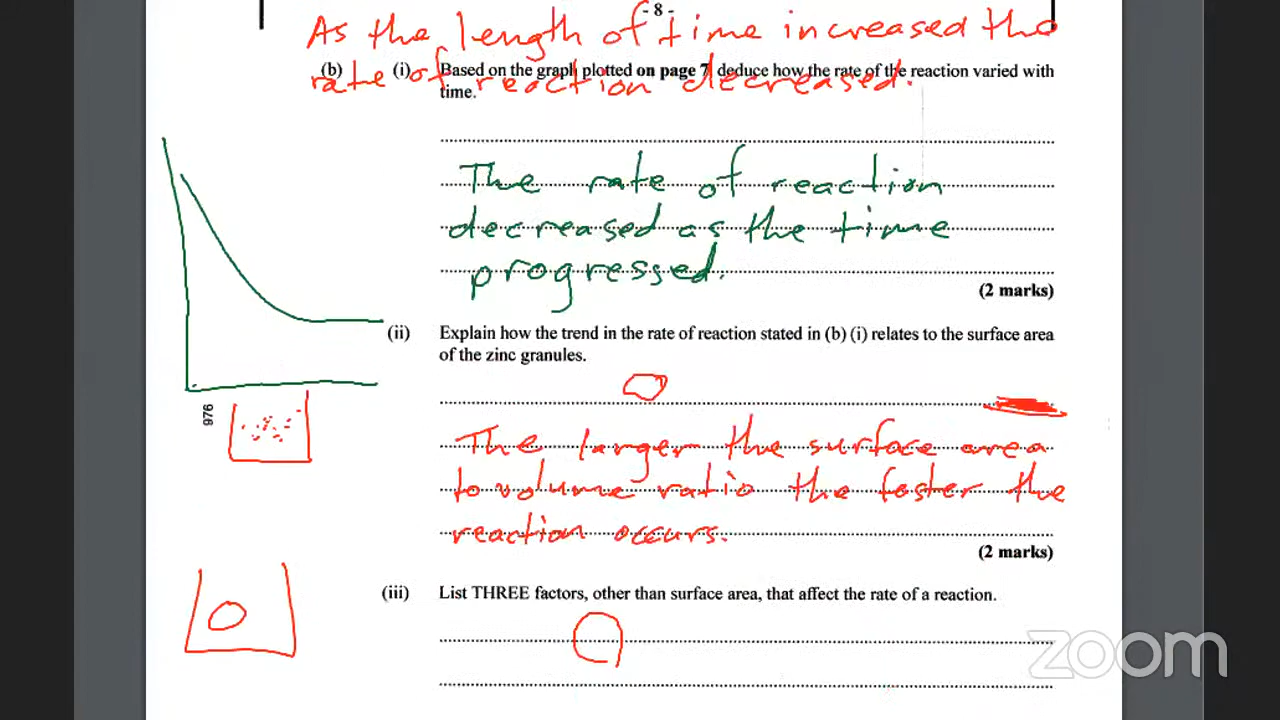 - 8 -
As the length of time increased the
rate of reaction decreased.
(b) (i) Based on the graph plotted on page 7, deduce how the rate of the reaction varied with
time.
The rate of reaction
decreased as the time
progressed.
(2 marks)
(ii) Explain how the trend in the rate of reaction stated in (b) (i) relates to the surface area
of the zinc granules.
976
The larger the surface area
to volume ratio the faster the
reaction occurs.
(2 marks)
(iii) List THREE factors, other than surface area, that affect the rate of a reaction.
zoom